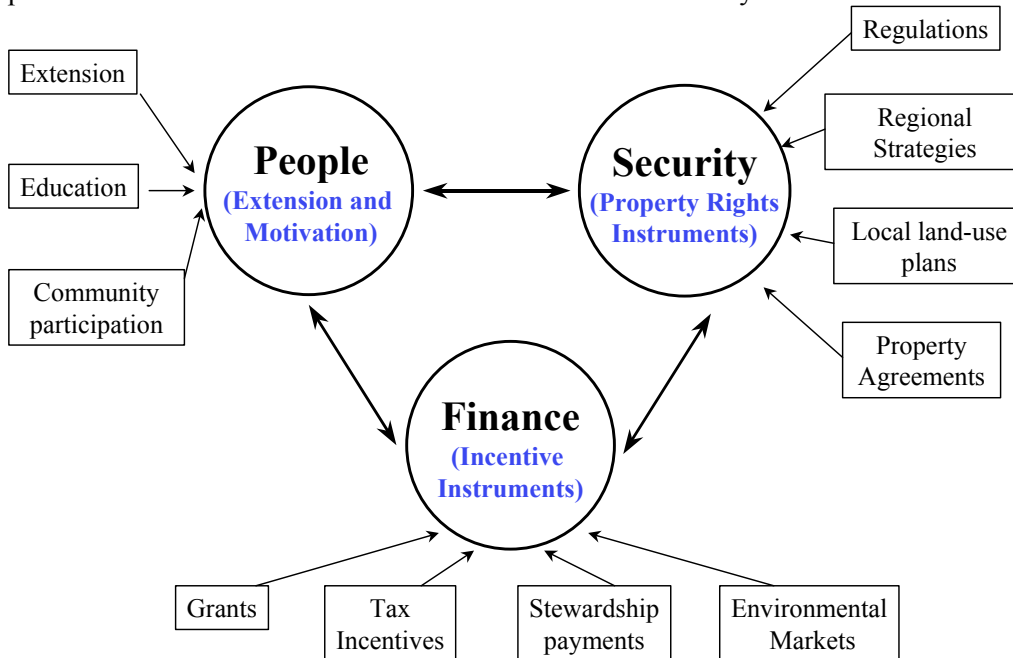 Regulations
Extension
Regional
Strategies
People
(Extension and
Motivation)
Security
(Property Rights
Instruments)
Education
Local land-use
plans
Community
participation
Property
Agreements
Finance
(Incentive
Instruments)
Grants
Tax
Incentives
Stewardship
payments
Environmental
Markets